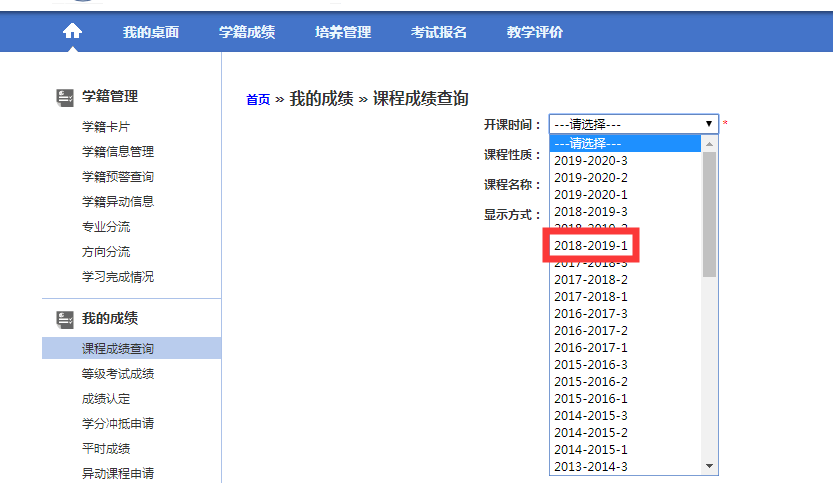 我的桌面 学籍成绩 培养管理 考试报名 教学评价
学籍管理
学籍卡片
学籍信息管理
学籍预警查询
学籍异动信息
专业分流
方向分流
学习完成情况
我的成绩
课程成绩查询
等级考试成绩
成绩认定
学分冲抵申请
平时成绩
异动课程申请
首页 » 我的成绩 » 课程成绩查询
开课时间： ---请选择--- *
课程性质：
课程名称：
显示方式：
---请选择---
2019-2020-3
2019-2020-2
2019-2020-1
2018-2019-3
2018-2019-2
2018-2019-1
2017-2018-3
2017-2018-2
2017-2018-1
2016-2017-3
2016-2017-2
2016-2017-1
2015-2016-3
2015-2016-2
2015-2016-1
2014-2015-3
2014-2015-2
2014-2015-1
2013-2014-3